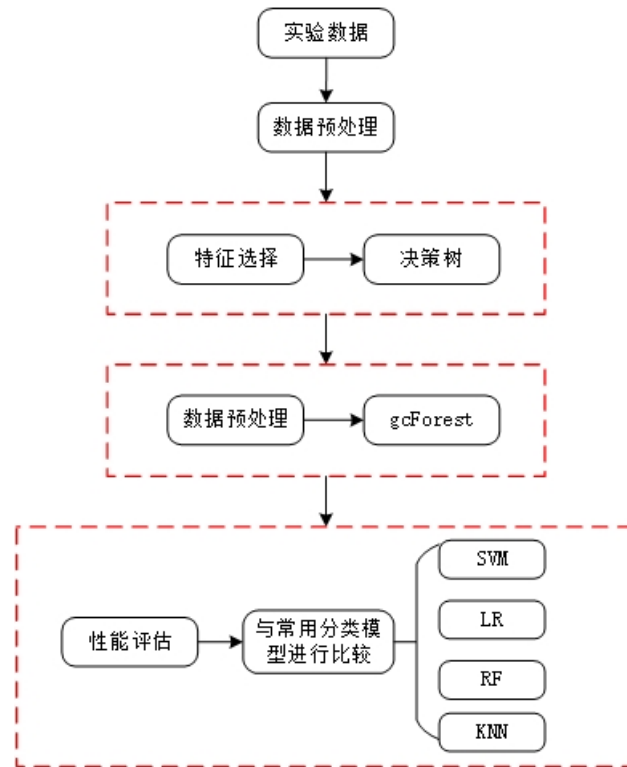 实验数据
数据预处理
特征选择
决策树
数据预处理
gcForest
性能评估
与常用分类模
型进行比较
SVM
LR
RF
KNN